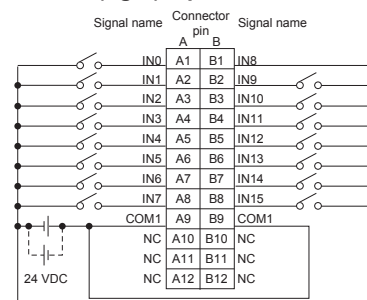 Signal name Connector pin Signal name
A B
IN0 A1 B1 IN8
IN1 A2 B2 IN9
IN2 A3 B3 IN10
IN3 A4 B4 IN11
IN4 A5 B5 IN12
IN5 A6 B6 IN13
IN6 A7 B7 IN14
IN7 A8 B8 IN15
COM1 A9 B9 COM1
NC A10 B10 NC
NC A11 B11 NC
NC A12 B12 NC
24 VDC